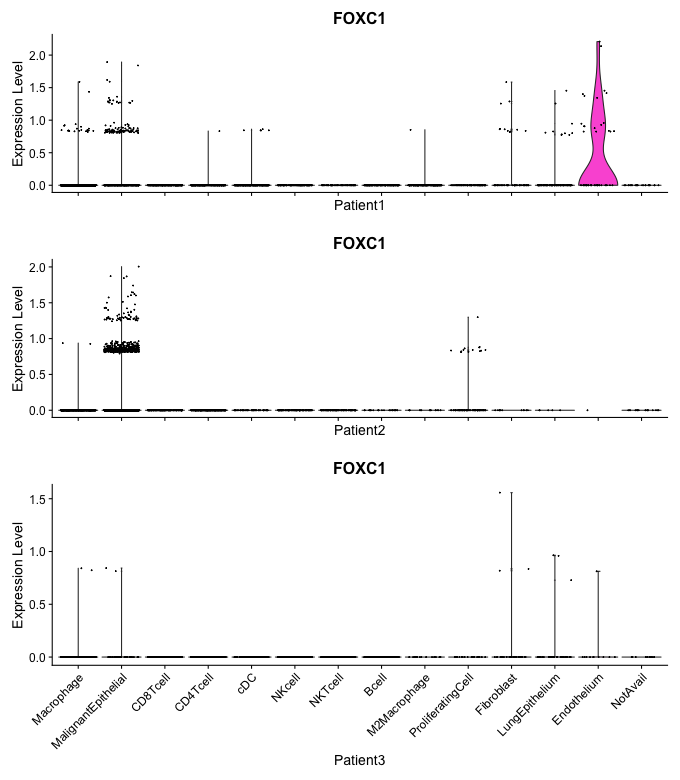 FOXC1
Expression Level
2.0
1.5
1.0
0.5
0.0
Patient1
FOXC1
Expression Level
2.0
1.5
1.0
0.5
0.0
Patient2
FOXC1
Expression Level
1.5
1.0
0.5
0.0
Macrophage
MalignantEpithelial
CD8Tcell
CD4Tcell
cDC
NKcell
NKTcell
Bcell
M2Macrophage
ProliferatingCell
Fibroblast
LungEpithelium
Endothelium
NotAvail
Patient3